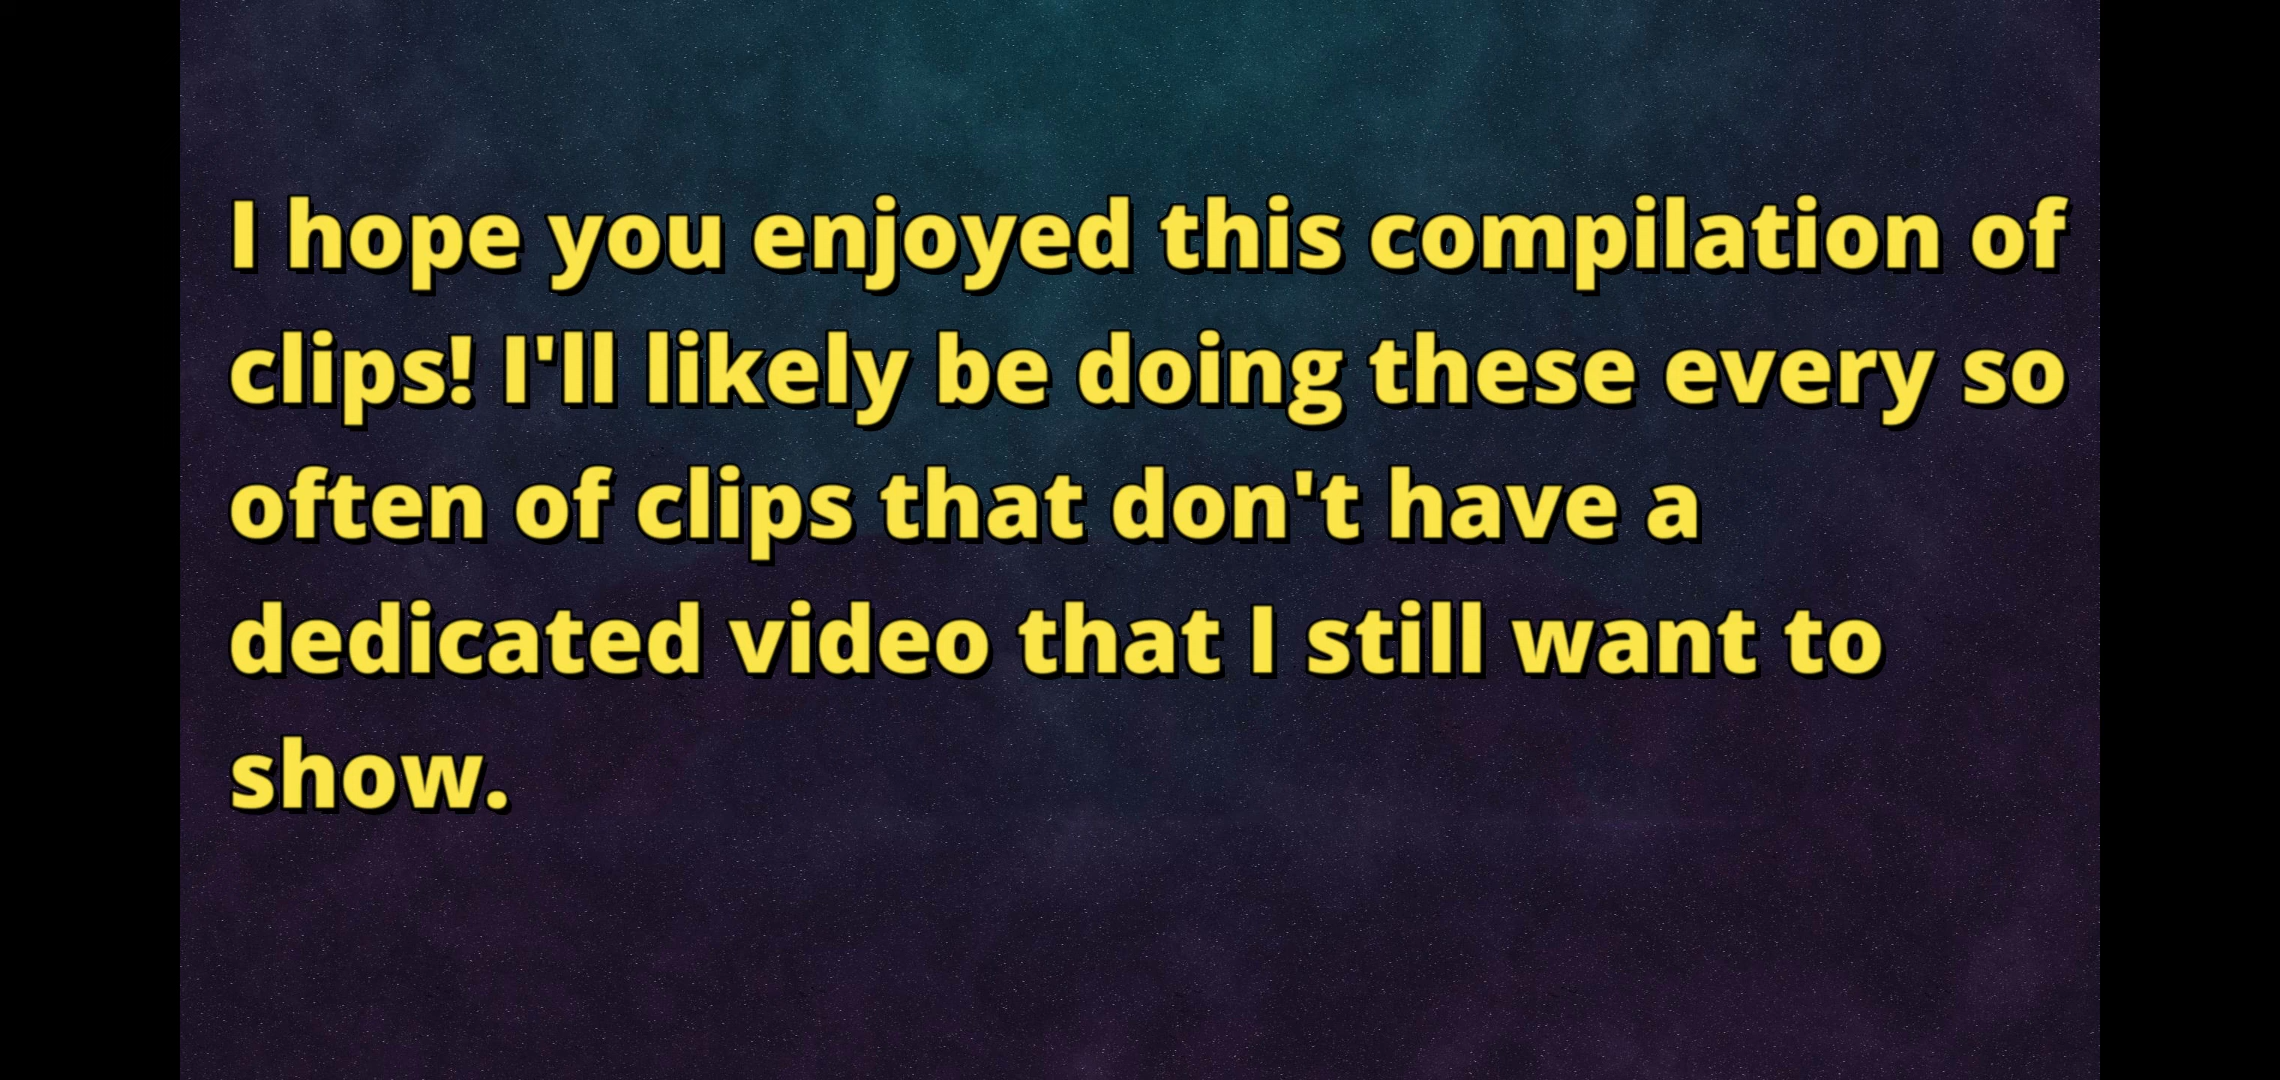 I hope you enjoyed this compilation of
clips! I'll likely be doing these every so
often of clips that don't have a
dedicated video that I still want to
show.